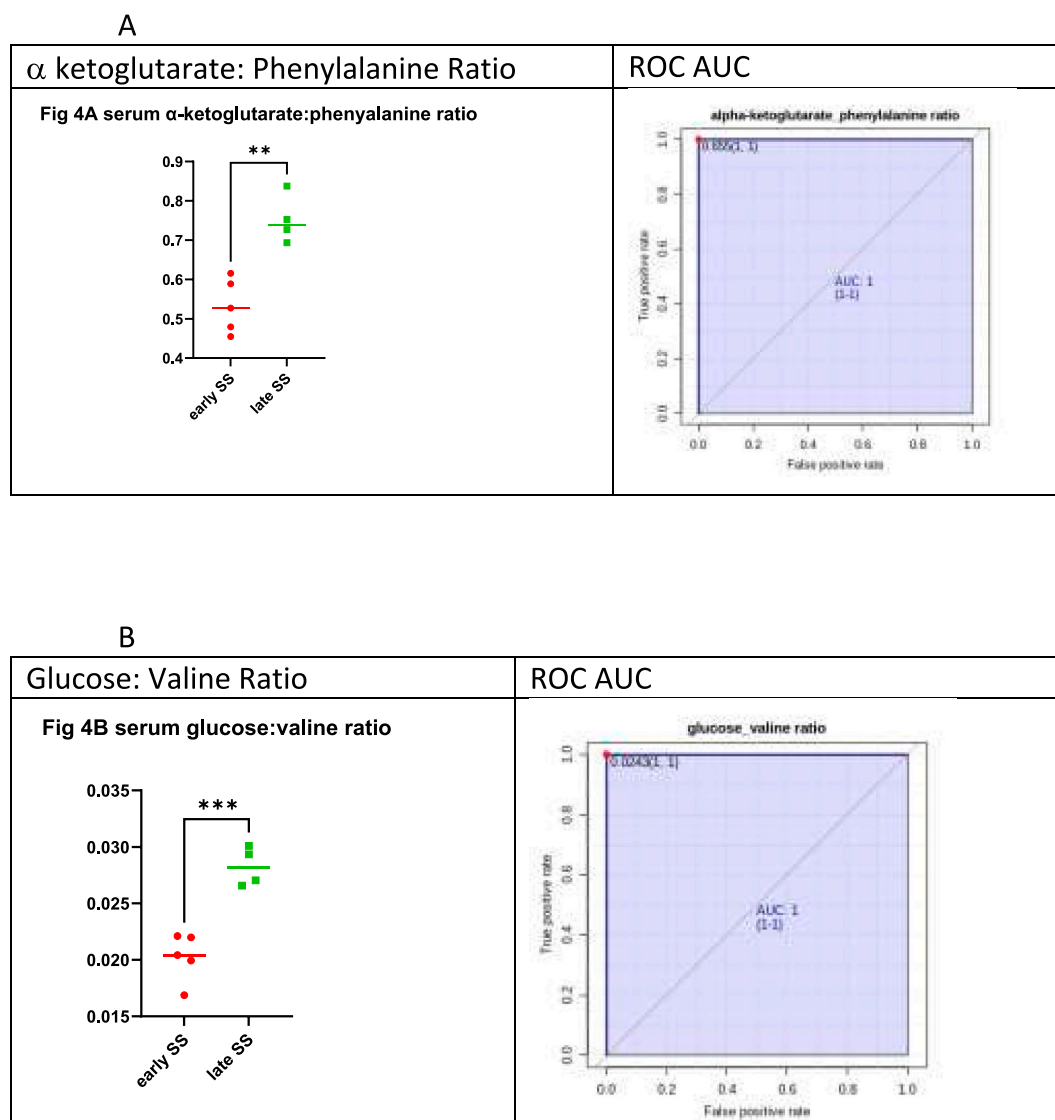 A
α ketoglutarate: Phenylalanine Ratio
ROC AUC
Fig 4A serum α-ketoglutarate:phenyalanine ratio
**
0.9
0.8
0.7
0.6
0.5
0.4
early SS
late SS
alpha-ketoglutarate_phenylalanine ratio
True positive rate
1.0
0.8
0.6
0.4
0.2
0.0
0.655(1, 1)
AUC: 1
(1-1)
0.0 0.2 0.4 0.6 0.8 1.0
False positive rate
B
Glucose: Valine Ratio
ROC AUC
Fig 4B serum glucose:valine ratio
***
0.035
0.030
0.025
0.020
0.015
early SS
late SS
glucose_valine ratio
True positive rate
1.0
0.8
0.6
0.4
0.2
0.0
0.0243(1, 1)
AUC: 1
(1-1)
0.0 0.2 0.4 0.6 0.8 1.0
False positive rate